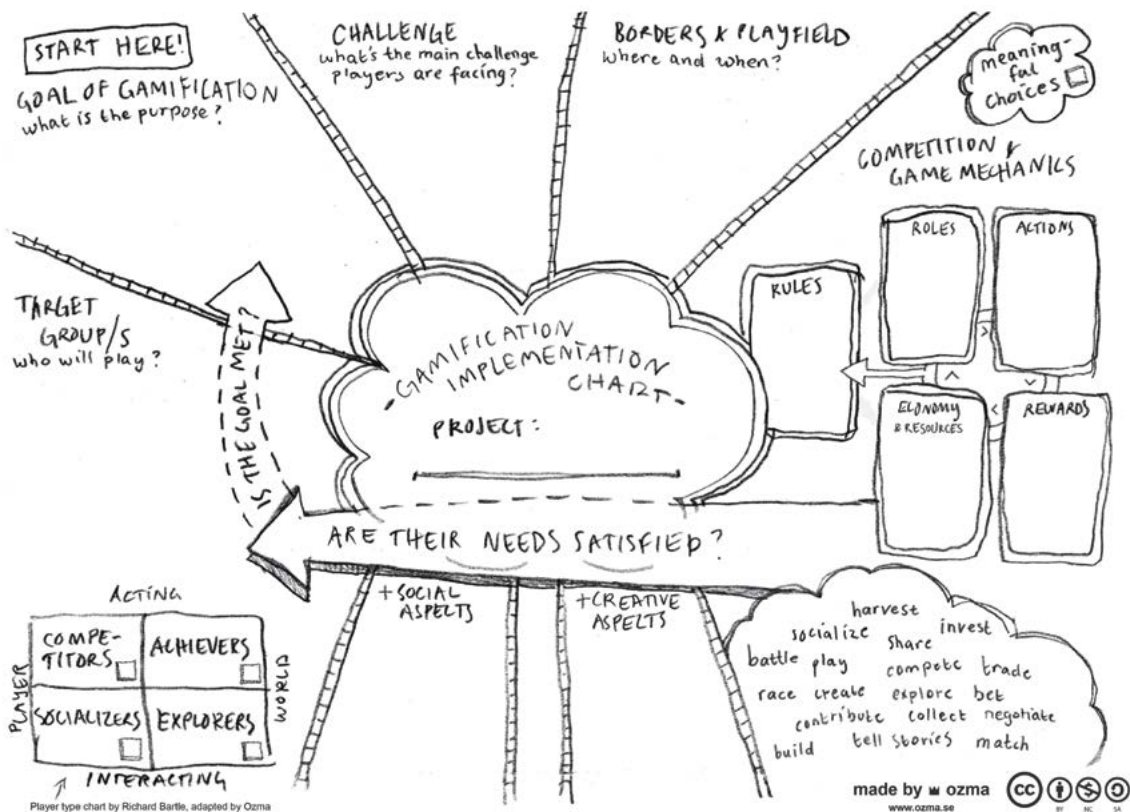 START HERE!
GOAL OF GAMIFICATION
what is the purpose?
CHALLENGE
what's the main challenge
players are facing?
BORDERS & PLAYFIELD
where and when?
meaning-
ful
choices
COMPETITION &
GAME MECHANICS
ROLES
ACTIONS
RULES
ECONOMY
& RESOURCES
REWARDS
TARGET
GROUP/S
who will play?
IS THE GOAL MET?
-GAMIFICATION
IMPLEMENTATION
CHART-
PROJECT:
ARE THEIR NEEDS SATISFIED?
+SOCIAL
ASPECTS
+CREATIVE
ASPECTS
ACTING
COMPE-
TITORS
ACHIEVERS
PLAYER
WORLD
SOCIALIZERS
EXPLORERS
INTERACTING
Player type chart by Richard Bartle, adapted by Ozma
harvest
socialize share invest
battle play compete trade
race create explore bet
contribute collect negotiate
build tell stories match
made by ozma
www.ozma.se
CC
BY NC SA